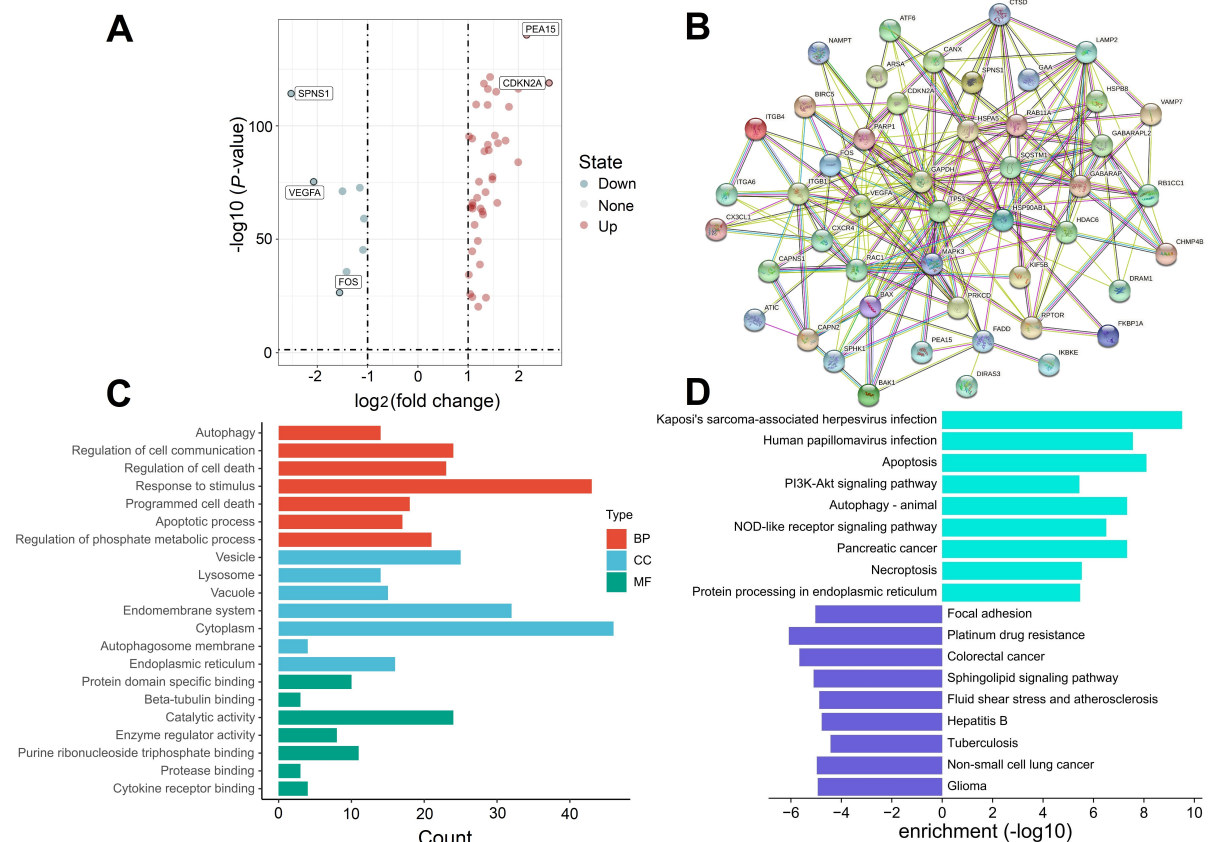 A
PEA15
CDKN2A
SPNS1
VEGFA
FOS
100
50
0
-log10 (P-value)
-2
-1
0
1
2
log2(fold change)
State
Down
None
Up
B
CTSD
ATF6
NAMPT
CANX
LAMP2
ARSA
SPNS1
GAA
HSPB8
BIRC5
CDKN2A
VAMP7
ITGB4
PARP1
HSPA5
RAB11A
GABARAPL2
FOS
SQSTM1
GAPDH
ITGA6
ITGB1
VEGFA
GABARAP
RB1CC1
TP53
HSP90AB1
CX3CL1
CXCR4
HDAC6
CHMP4B
CAPNS1
RAC1
MAPK3
KIF5B
DRAM1
BAX
PRKCD
ATIC
CAPN2
RPTOR
FKBP1A
FADD
SPHK1
PEA15
IKBKE
DIRAS3
BAK1
C
Autophagy
Regulation of cell communication
Regulation of cell death
Response to stimulus
Programmed cell death
Apoptotic process
Regulation of phosphate metabolic process
Vesicle
Lysosome
Vacuole
Endomembrane system
Cytoplasm
Autophagosome membrane
Endoplasmic reticulum
Protein domain specific binding
Beta-tubulin binding
Catalytic activity
Enzyme regulator activity
Purine ribonucleoside triphosphate binding
Protease binding
Cytokine receptor binding
0
10
20
30
40
Count
Type
BP
CC
MF
D
Kaposi's sarcoma-associated herpesvirus infection
Human papillomavirus infection
Apoptosis
PI3K-Akt signaling pathway
Autophagy - animal
NOD-like receptor signaling pathway
Pancreatic cancer
Necroptosis
Protein processing in endoplasmic reticulum
Focal adhesion
Platinum drug resistance
Colorectal cancer
Sphingolipid signaling pathway
Fluid shear stress and atherosclerosis
Hepatitis B
Tuberculosis
Non-small cell lung cancer
Glioma
−6
−4
−2
0
2
4
6
8
10
enrichment (-log10)